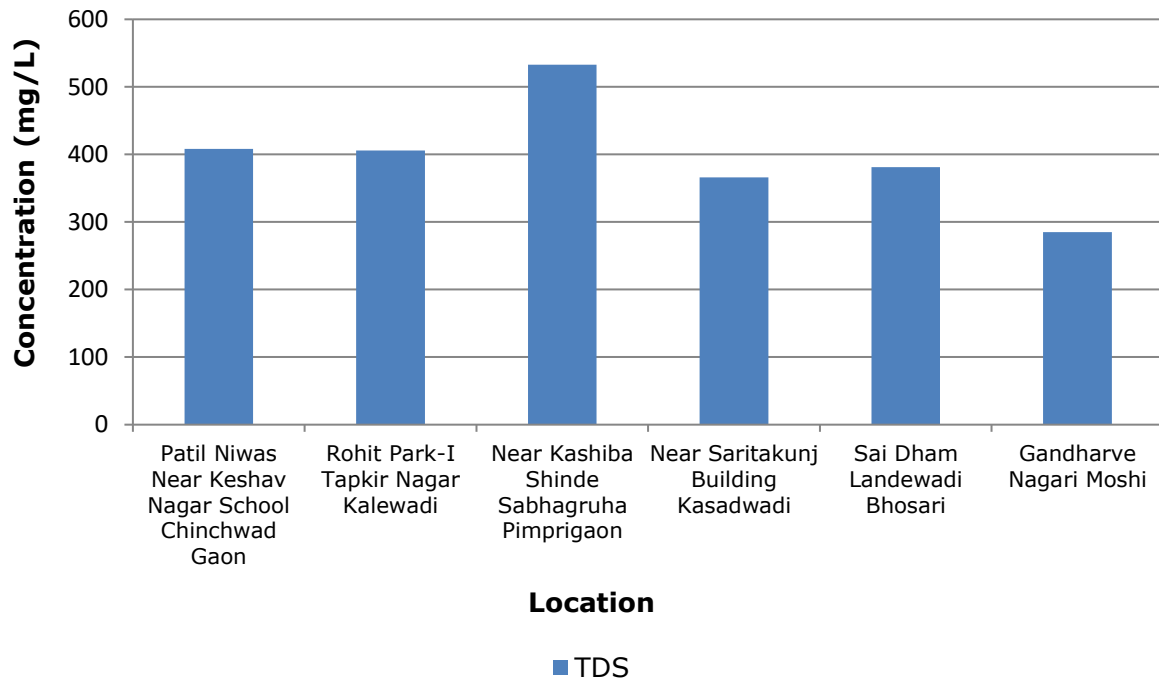 600
500
400
300
200
100
0
Concentration (mg/L)
Patil Niwas
Near Keshav
Nagar School
Chinchwad
Gaon
Rohit Park-I
Tapkir Nagar
Kalewadi
Near Kashiba
Shinde
Sabhagruha
Pimprigaon
Near Saritakunj
Building
Kasadwadi
Sai Dham
Landewadi
Bhosari
Gandharve
Nagari Moshi
Location
TDS